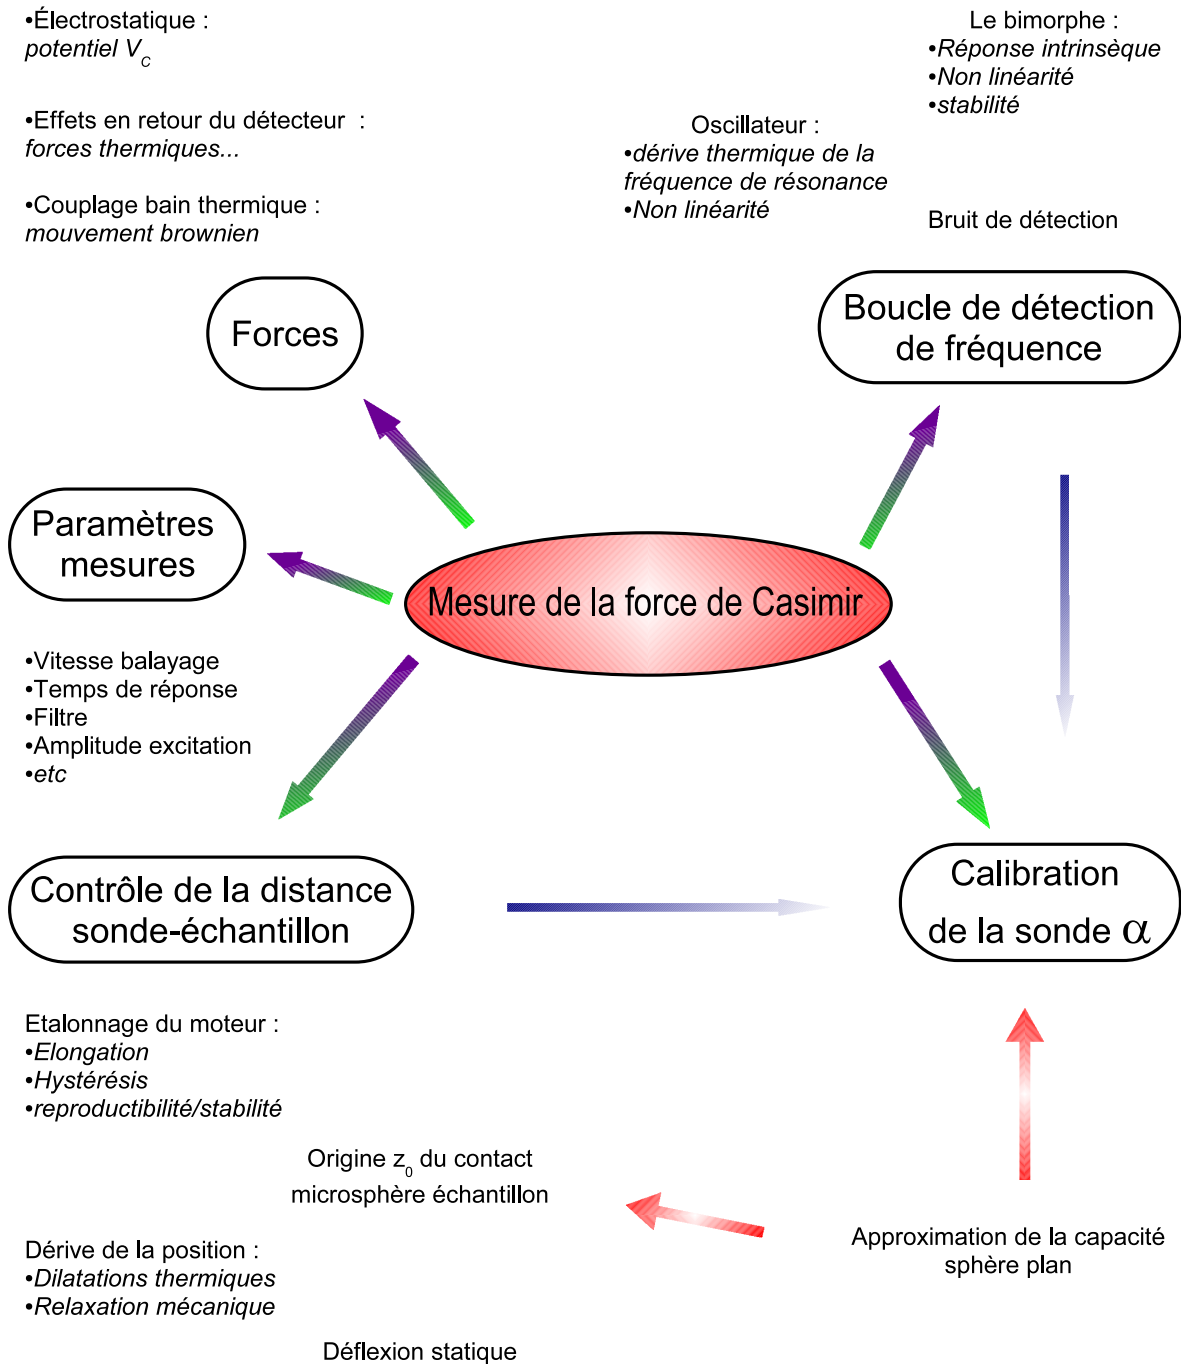 •Électrostatique :
potentiel V_C
•Effets en retour du détecteur :
forces thermiques...
•Couplage bain thermique :
mouvement brownien
Le bimorphe :
•Réponse intrinsèque
•Non linéarité
•stabilité
Oscillateur :
•dérive thermique de la
fréquence de résonance
•Non linéarité
Bruit de détection
Forces
Boucle de détection
de fréquence
Paramètres
mesures
Mesure de la force de Casimir
•Vitesse balayage
•Temps de réponse
•Filtre
•Amplitude excitation
•etc
Contrôle de la distance
sonde-échantillon
Calibration
de la sonde α
Etalonnage du moteur :
•Elongation
•Hystérésis
•reproductibilité/stabilité
Origine z_0 du contact
microsphère échantillon
Approximation de la capacité
sphère plan
Dérive de la position :
•Dilatations thermiques
•Relaxation mécanique
Déflexion statique